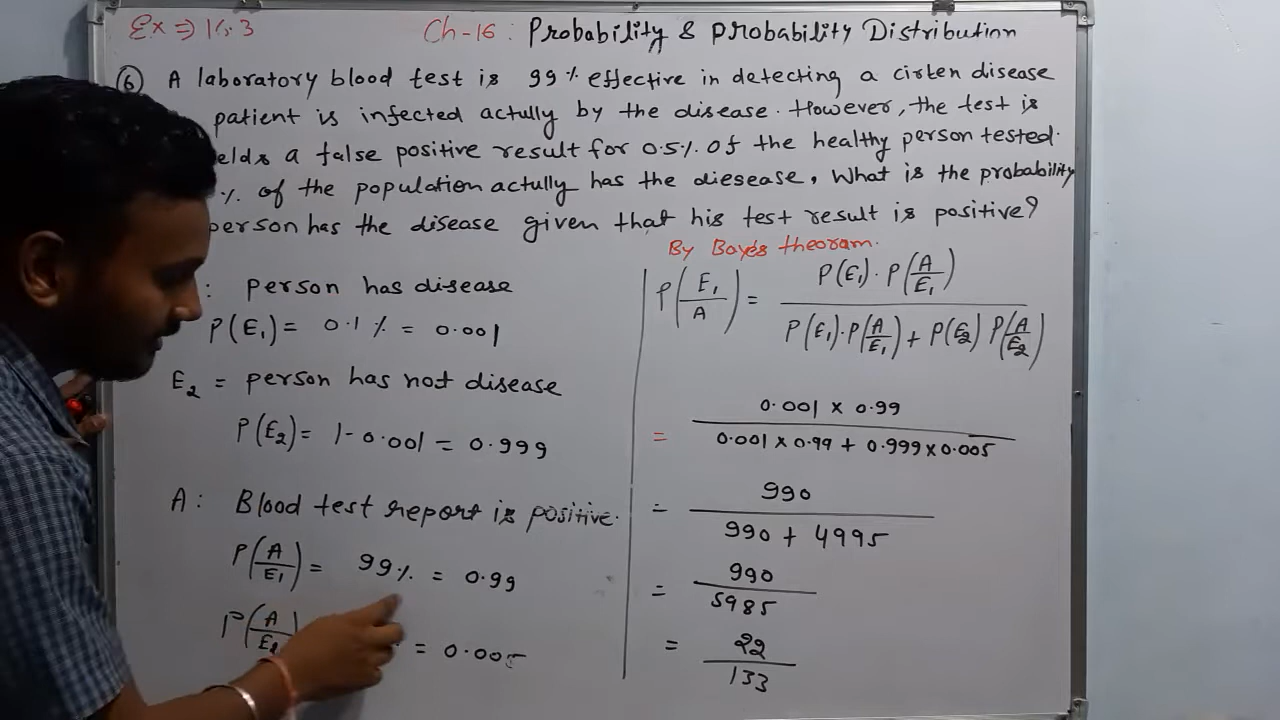 Ex ⇒ 16.3
Ch-16 : Probability & Probability Distribution
⑥ A laboratory blood test is 99% effective in detecting a cirten disease
patient is infected actully by the disease. However, the test is
elds a false positive result for 0.5% of the healthy person tested.
% of the population actully has the diesease, What is the probability
person has the disease given that his test result is positive?
: person has disease
P(E₁) = 0.1 % = 0.001
E₂ = person has not disease
P(E₂) = 1 - 0.001 = 0.999
A : Blood test report is positive.
P(A/E₁) = 99% = 0.99
P(A/E₂) = 0.005
By Baye's theoram.
P(E₁/A) = P(E₁) · P(A/E₁) / P(E₁) · P(A/E₁) + P(E₂) P(A/E₂)
= 0.001 × 0.99 / 0.001 × 0.99 + 0.999 × 0.005
= 990 / 990 + 4995
= 990 / 5985
= 22 / 133